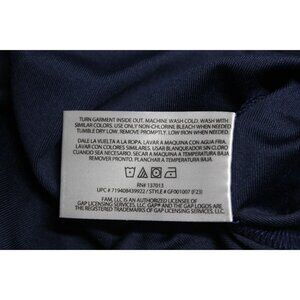 TURN GARMENT INSIDE OUT. MACHINE WASH COLD. WASH WITH
SIMILAR COLORS. USE ONLY NON-CHLORINE BLEACH WHEN NEEDED
TUMBLE DRY LOW. REMOVE PROMPTLY. LOW IRON WHEN NEEDED.
DALE LA VUELTA A LA ROPA. LAVAR A MAQUINA CON AGUA FRIA.
LAVAR CON COLORES SIMILARES. USAR BLANQUEADOR SIN CLORO
CUANDO SEA NECESARIO. SECAR A MAQUINA A TEMPERATURA BAJA.
REMOVER PRONTO. PLANCHAR A TEMPERATURA BAJA.
RN# 137013
UPC # 719408439922 / STYLE # GF001007 (F23)
FAM, LLC IS AN AUTHORIZED LICENSEE OF
GAP LICENSING SERVICES, LLC. GAP® AND THE GAP LOGOS ARE
THE REGISTERED TRADEMARKS OF GAP LICENSING SERVICES, LLC